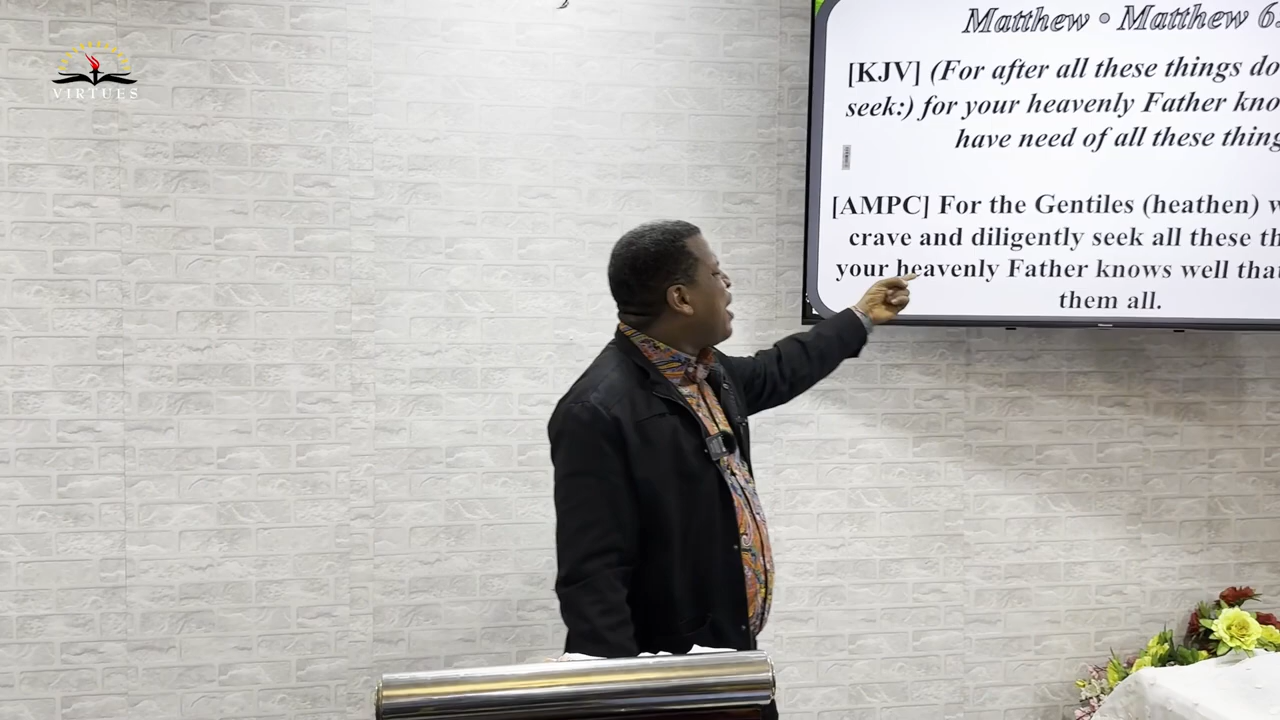 VIRTUES
Matthew • Matthew 6:
[KJV] (For after all these things do
seek:) for your heavenly Father kno
have need of all these thing
[AMPC] For the Gentiles (heathen) w
crave and diligently seek all these th
your heavenly Father knows well that
them all.